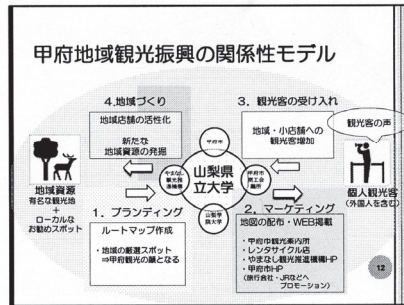 甲府地域観光振興の関係性モデル
4.地域づくり
地域店舗の活性化
新たな
地域資源の発掘
3. 観光客の受け入れ
地域・小店舗への
観光客増加
観光客の声
甲府市
やまなし
観光推
進機構
山梨県
立大学
甲府市
商工会
議所
山梨学
院大学
地域資源
有名な観光地
+
ローカルな
お勧めスポット
個人観光客
(外国人を含む)
1. ブランディング
ルートマップ作成
・地域の厳選スポット
⇒甲府観光の顔となる
2. マーケティング
地図の配布・WEB掲載
・甲府市観光案内所
・レンタサイクル店
・やまなし観光推進機構HP
・甲府市HP
(旅行会社・JRなどへ
プロモーション)
12